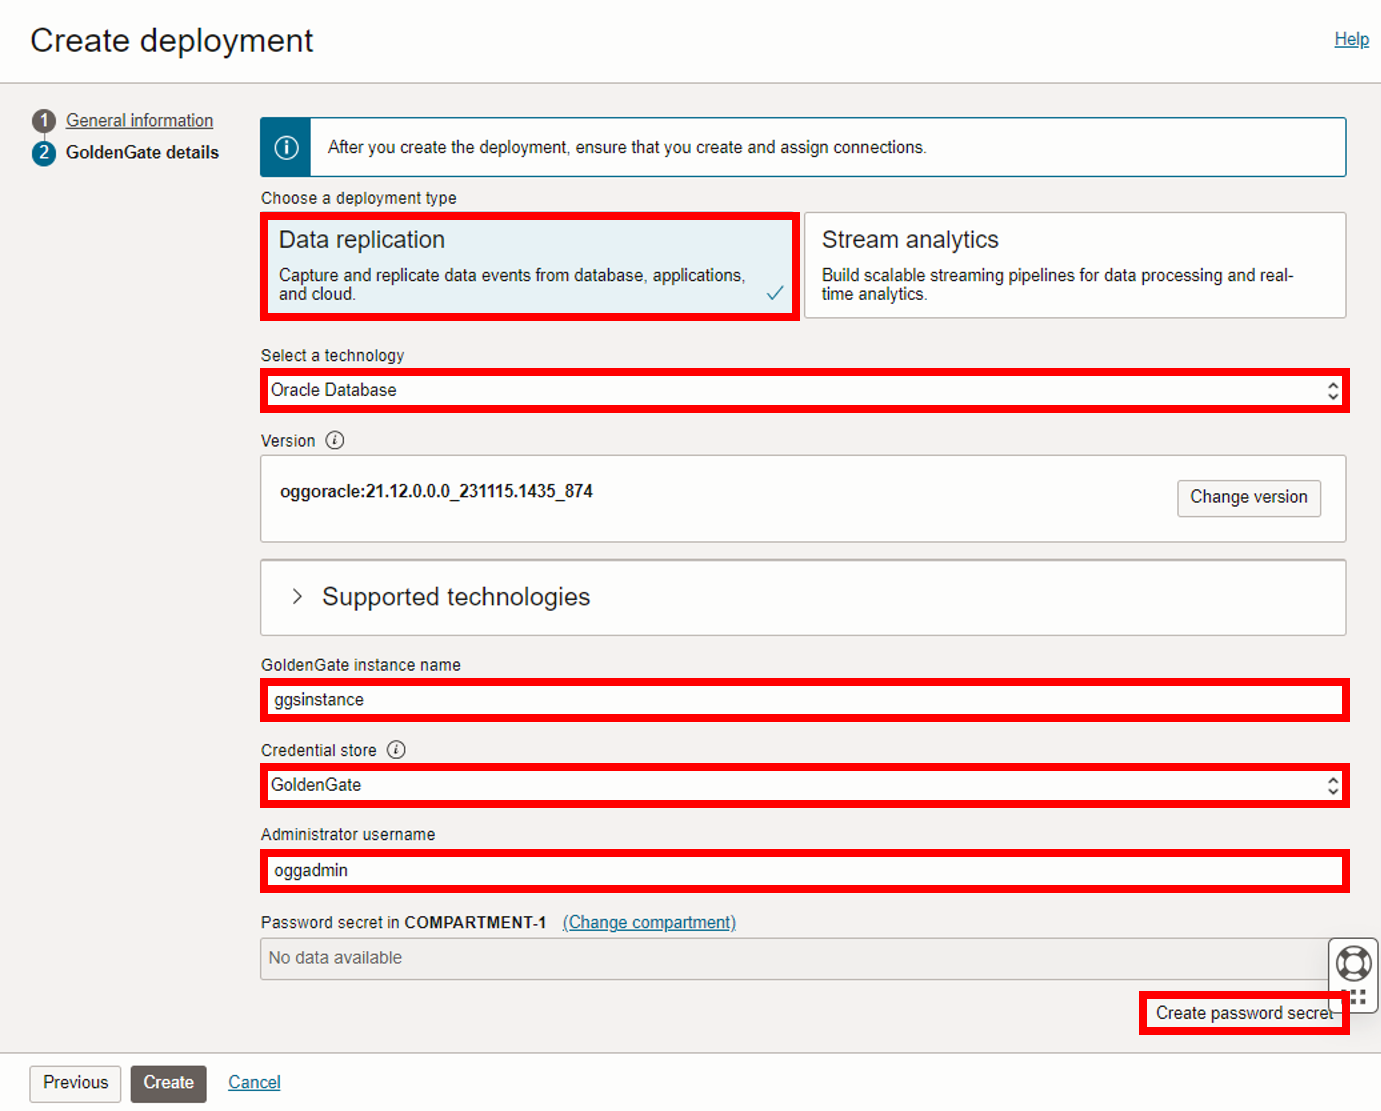 Create deployment
Help
1 General information
2 GoldenGate details
After you create the deployment, ensure that you create and assign connections.
Choose a deployment type
Data replication
Capture and replicate data events from database, applications,
and cloud.
Stream analytics
Build scalable streaming pipelines for data processing and real-
time analytics.
Select a technology
Oracle Database
Version
oggoracle:21.12.0.0.0_231115.1435_874
Change version
Supported technologies
GoldenGate instance name
ggsinstance
Credential store
GoldenGate
Administrator username
oggadmin
Password secret in COMPARTMENT-1 (Change compartment)
No data available
Create password secret
Previous
Create
Cancel